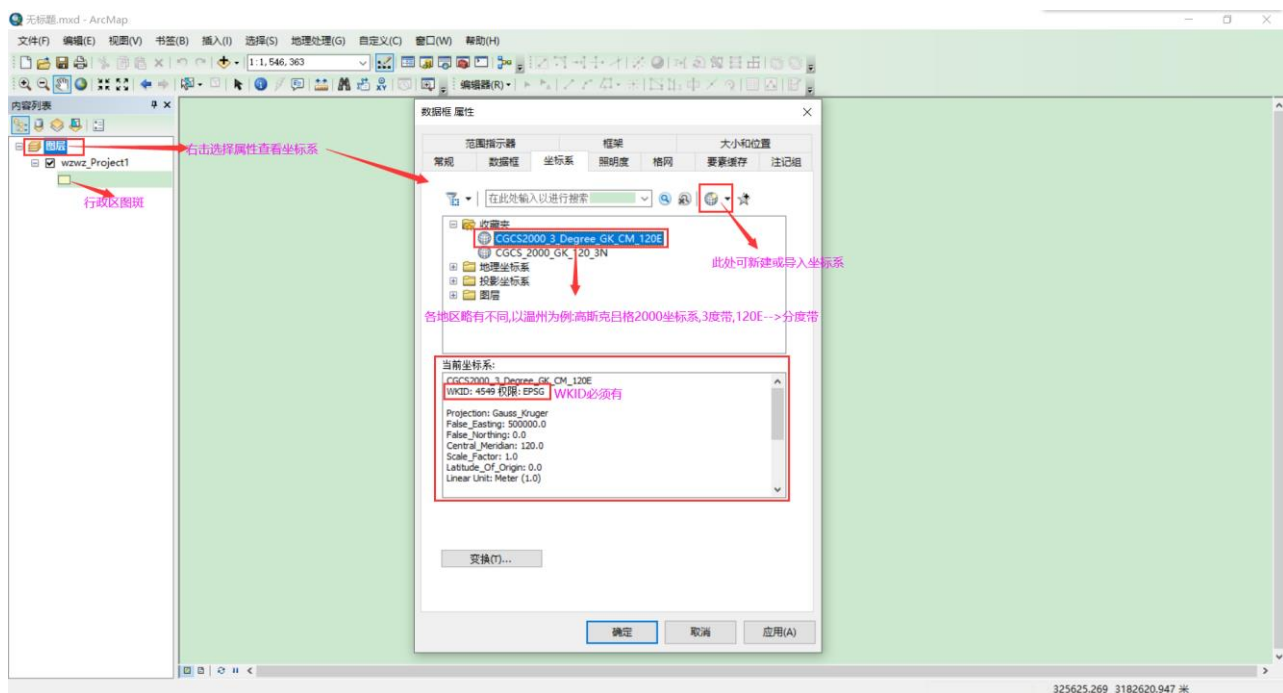 无标题.mxd - ArcMap
文件(F) 编辑(E) 视图(V) 书签(B) 插入(I) 选择(S) 地理处理(G) 自定义(C) 窗口(W) 帮助(H)
1:1,546,363
编辑器(R)
内容列表
图层
wzwz_Project1
右击选择属性查看坐标系
行政区图斑
数据框 属性
范围指示器 框架 大小和位置
常规 数据框 坐标系 照明度 格网 要素缓存 注记组
在此处输入以进行搜索
收藏夹
CGCS2000_3_Degree_GK_CM_120E
CGCS_2000_GK_120_3N
地理坐标系
投影坐标系
图层
此处可新建或导入坐标系
各地区略有不同,以温州为例:高斯克吕格2000坐标系,3度带,120E-->分度带
当前坐标系:
CGCS2000_3_Degree_GK_CM_120E
WKID: 4549 权限: EPSG
WKID必须有
Projection: Gauss_Kruger
False_Easting: 500000.0
False_Northing: 0.0
Central_Meridian: 120.0
Scale_Factor: 1.0
Latitude_Of_Origin: 0.0
Linear Unit: Meter (1.0)
变换(T)...
确定 取消 应用(A)
325625.269 3182620.947 米